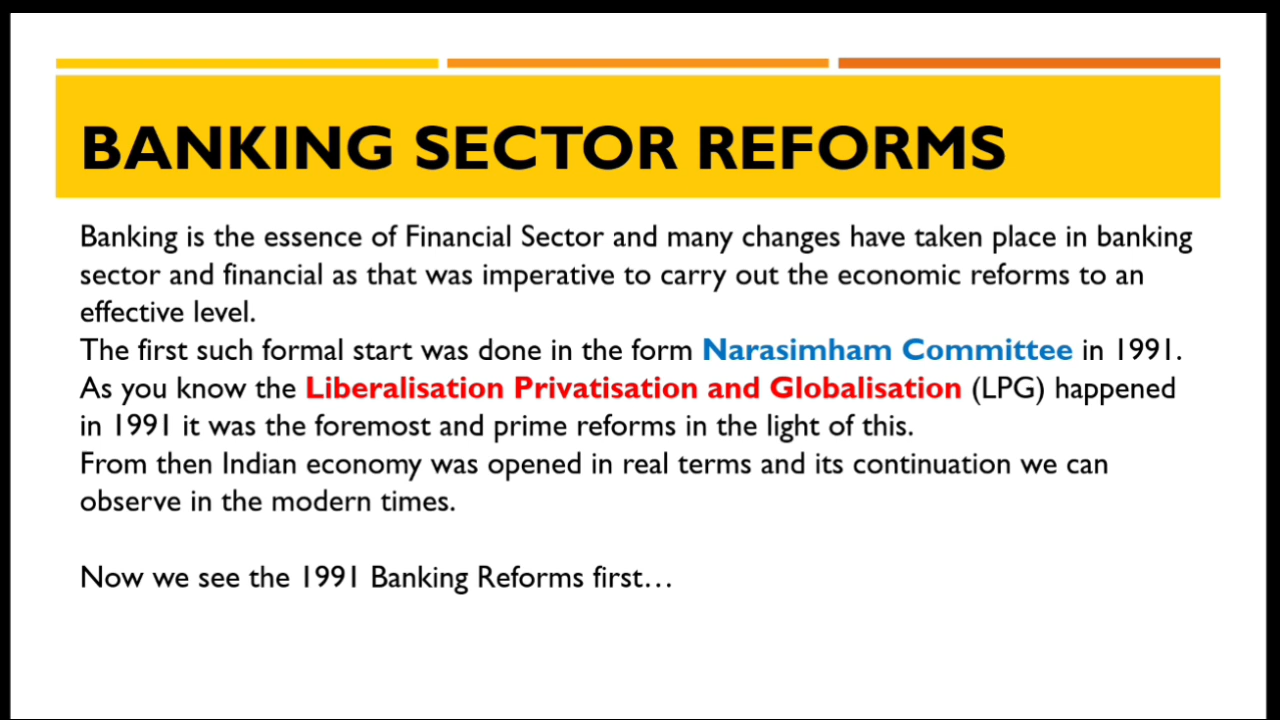 BANKING SECTOR REFORMS
Banking is the essence of Financial Sector and many changes have taken place in banking
sector and financial as that was imperative to carry out the economic reforms to an
effective level.
The first such formal start was done in the form Narasimham Committee in 1991.
As you know the Liberalisation Privatisation and Globalisation (LPG) happened
in 1991 it was the foremost and prime reforms in the light of this.
From then Indian economy was opened in real terms and its continuation we can
observe in the modern times.
Now we see the 1991 Banking Reforms first…